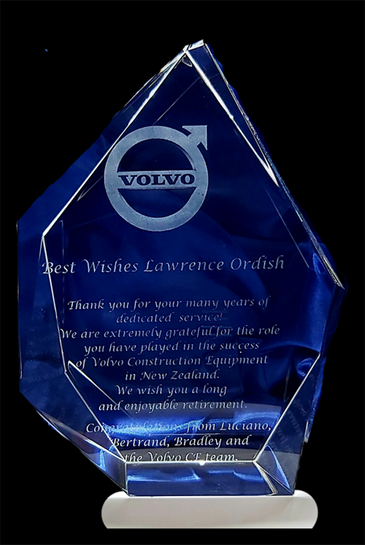 VOLVO
Best Wishes Lawrence Ordish
Thank you for your many years of
dedicated service!
We are extremely grateful for the role
you have played in the success
of Volvo Construction Equipment
in New Zealand.
We wish you a long
and enjoyable retirement.
Congratulations from Luciano,
Bertrand, Bradley and
the Volvo CE team.